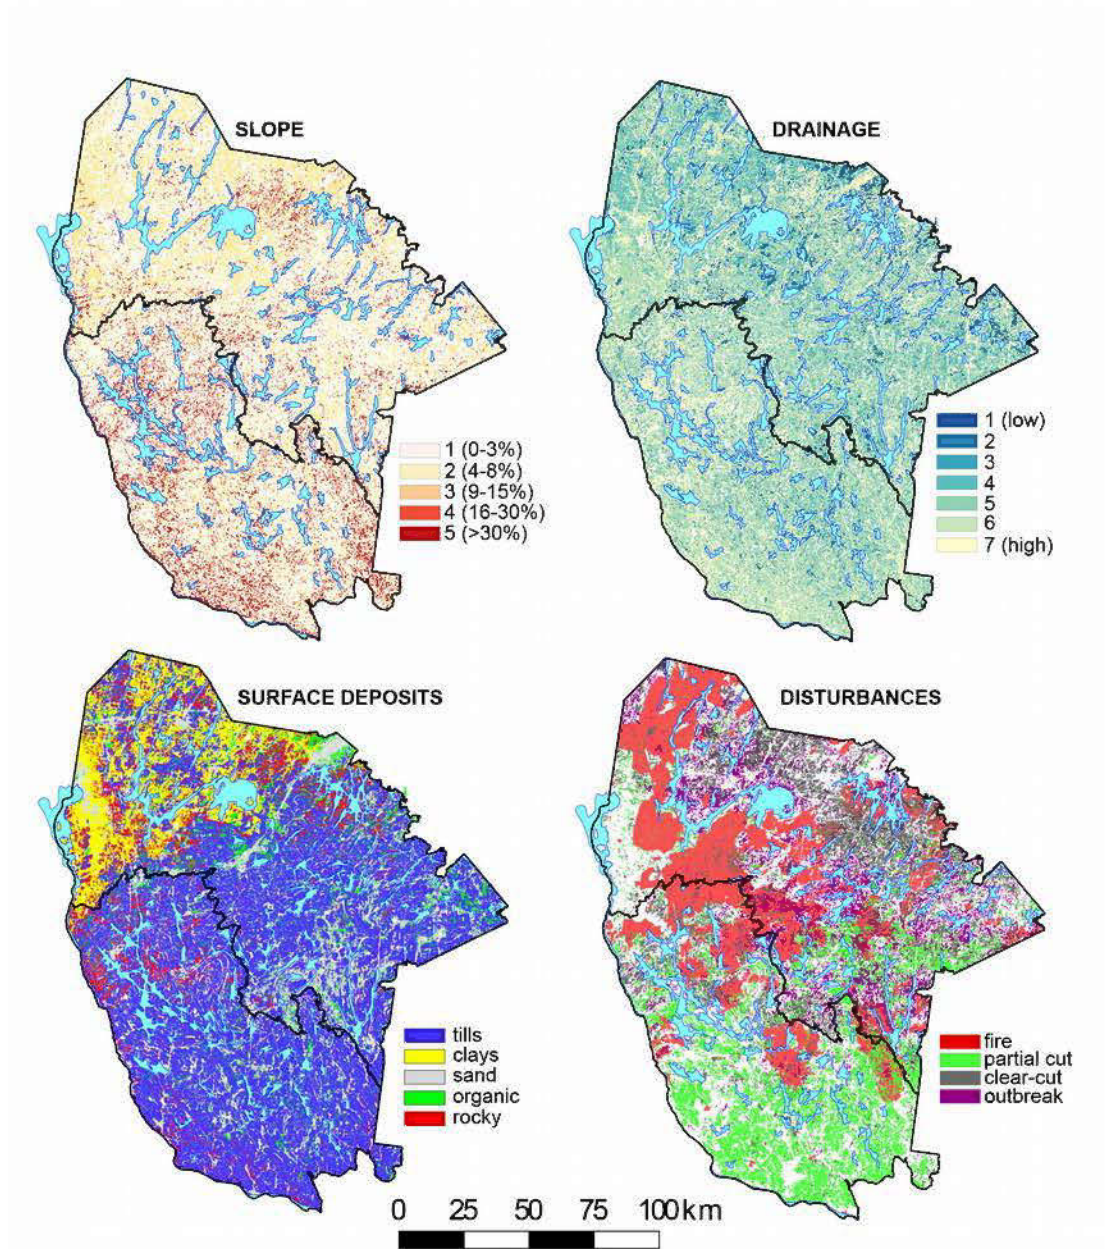 SLOPE
1 (0-3%)
2 (4-8%)
3 (9-15%)
4 (16-30%)
5 (>30%)
DRAINAGE
1 (low)
2
3
4
5
6
7 (high)
SURFACE DEPOSITS
tills
clays
sand
organic
rocky
DISTURBANCES
fire
partial cut
clear-cut
outbreak
0 25 50 75 100 km